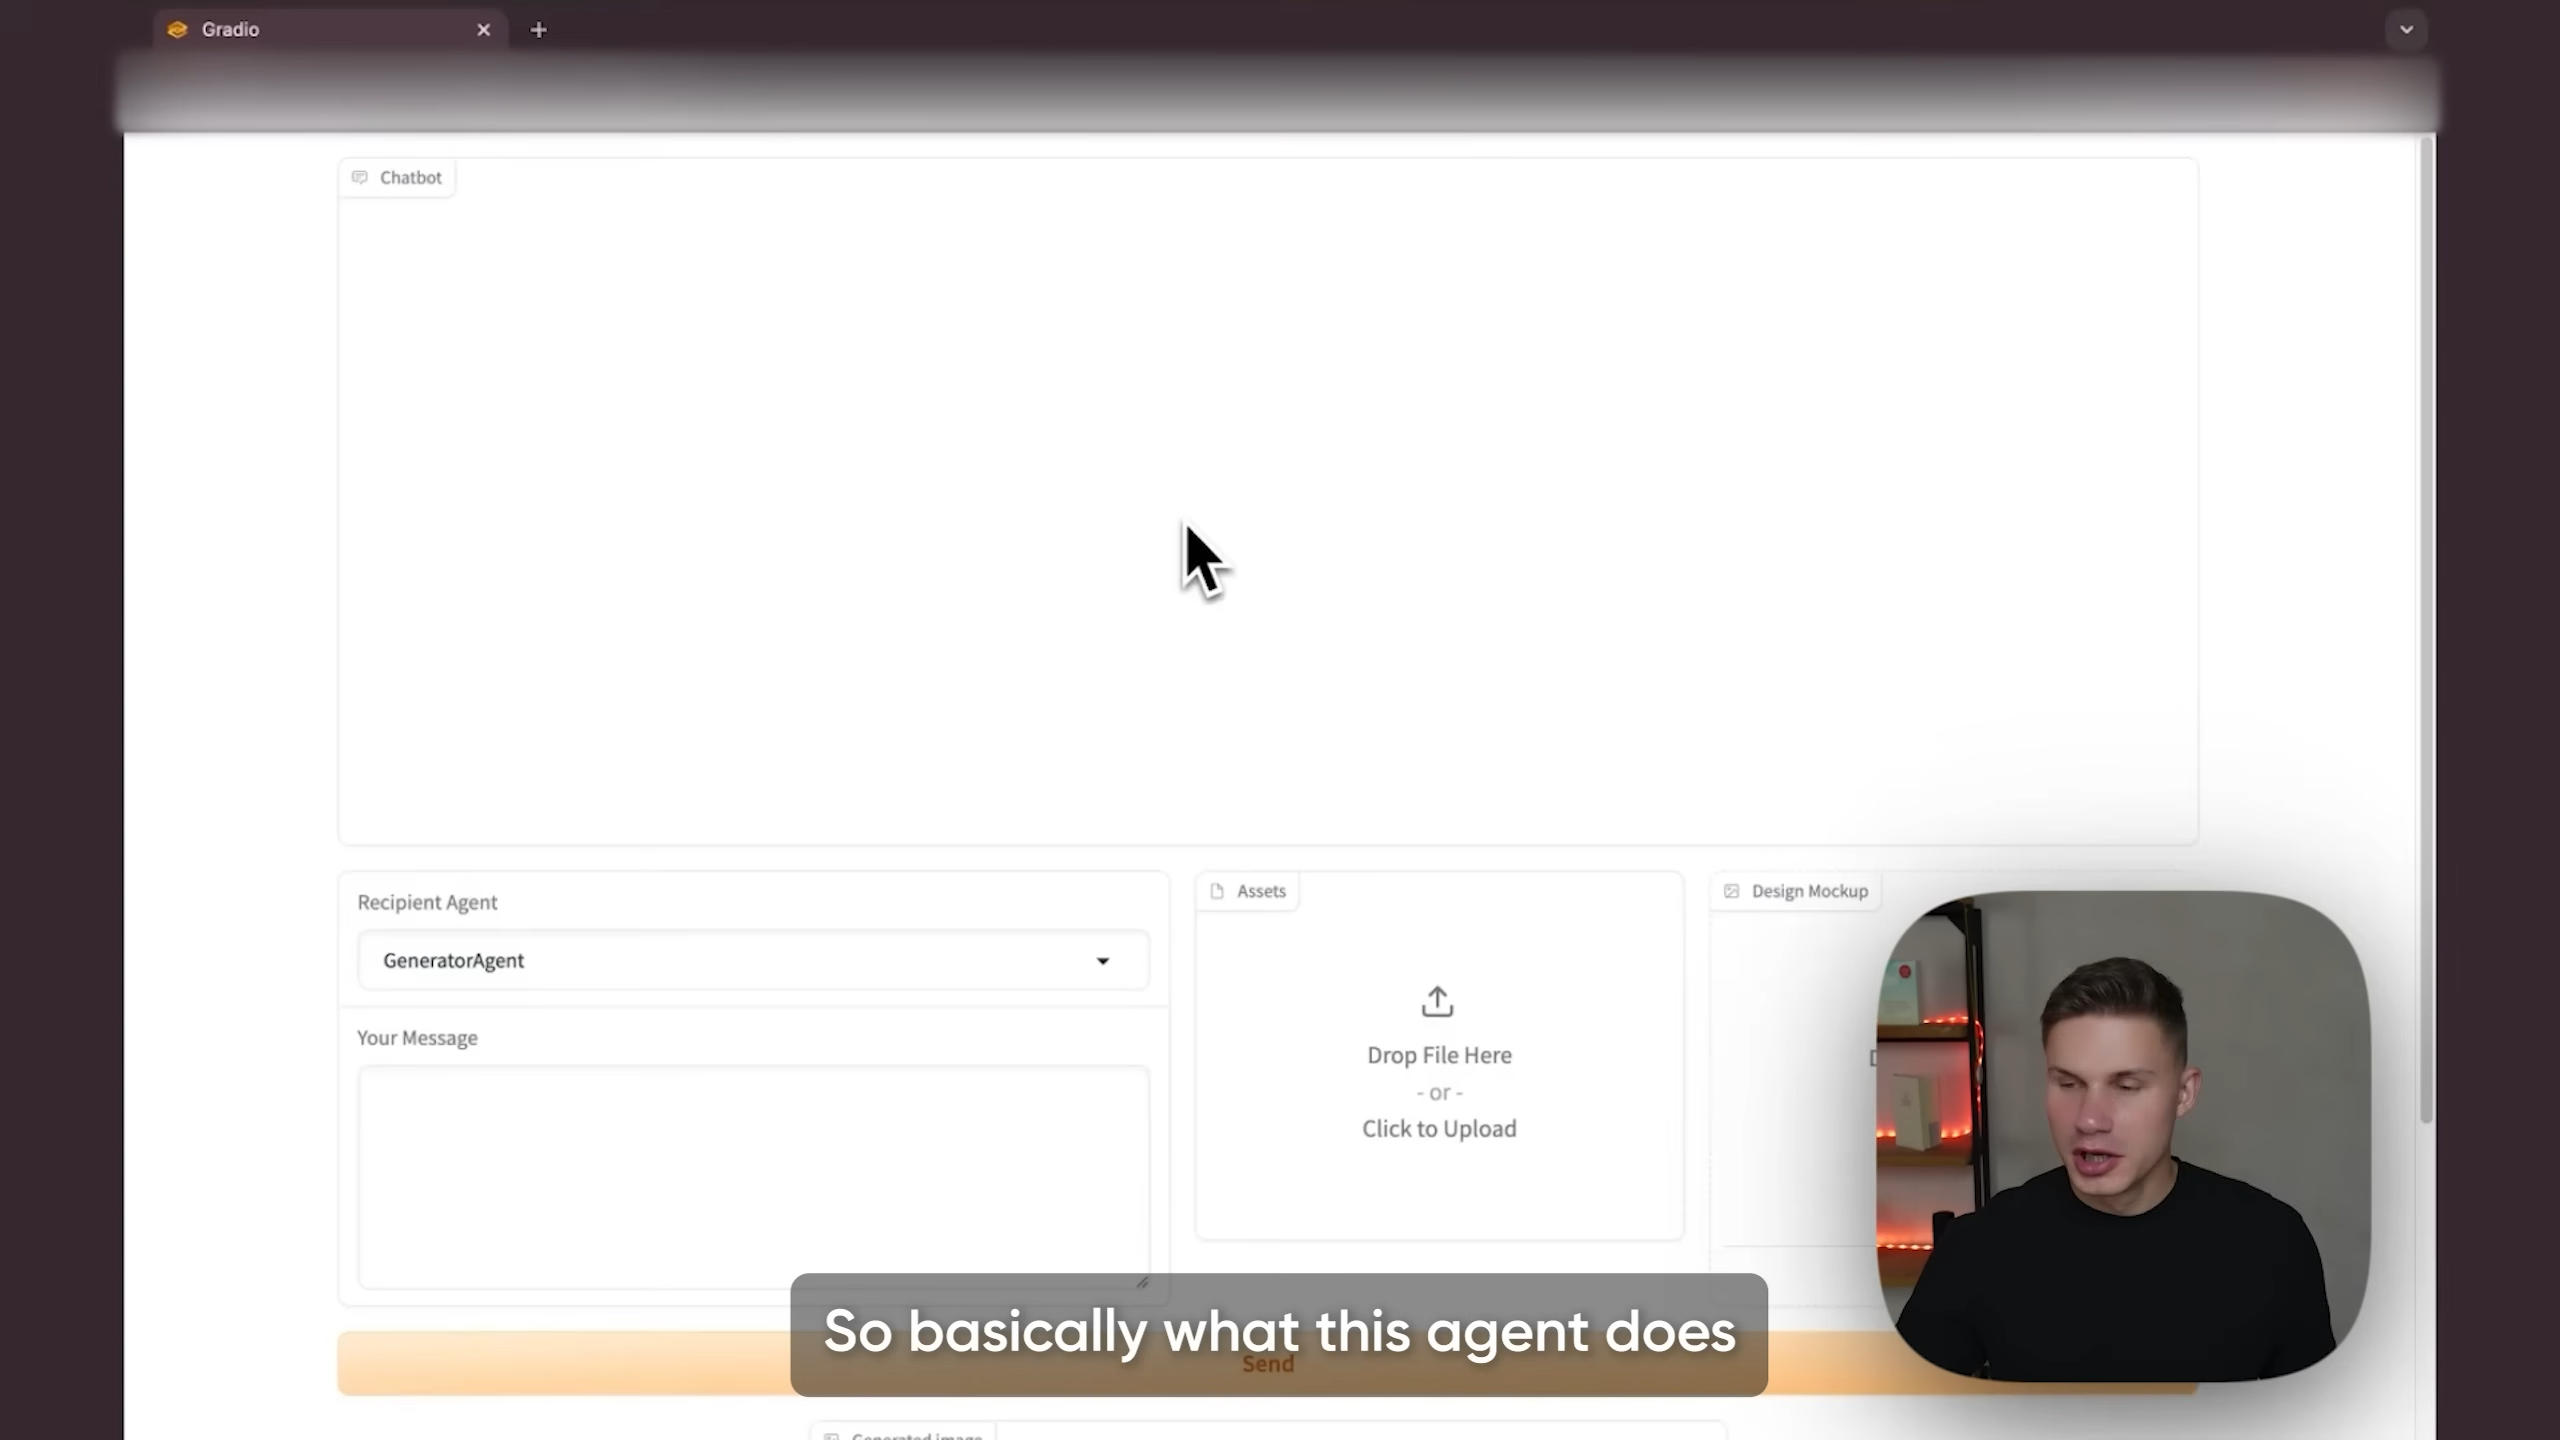 Gradio
Chatbot
Recipient Agent
GeneratorAgent
Your Message
Assets
Drop File Here
- or -
Click to Upload
Design Mockup
So basically what this agent does
Send
Generated image